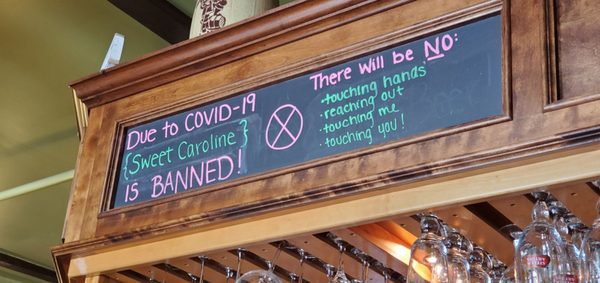 Due to COVID-19
{Sweet Caroline}
IS BANNED!
There Will be NO:
·touching hands
·reaching out
·touching me
·touching you!